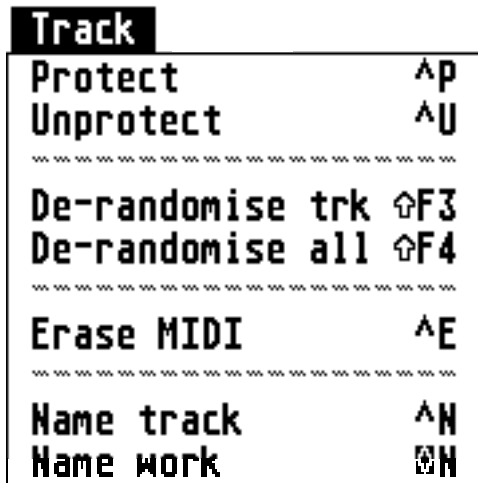 Track
Protect ^P
Unprotect ^U
De-randomise trk ⇧F3
De-randomise all ⇧F4
Erase MIDI ^E
Name track ^N
Name work N